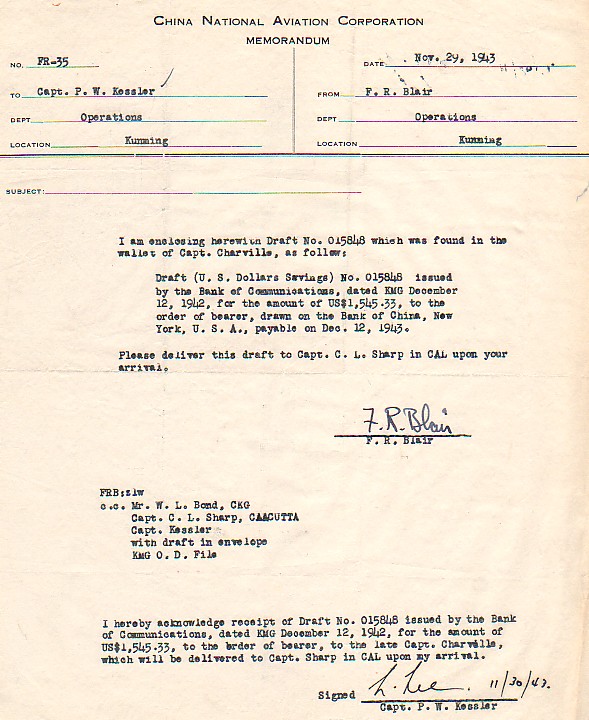 CHINA NATIONAL AVIATION CORPORATION
MEMORANDUM
NO. FR-35
DATE Nov. 29, 1943
TO Capt. P. W. Kessler
FROM F. R. Blair
DEPT Operations
DEPT Operations
LOCATION Kunming
LOCATION Kunming
SUBJECT:
I am enclosing herewith Draft No. 015848 which was found in the
wallet of Capt. Charville, as follow:
Draft (U. S. Dollars Savings) No. 015848 issued
by the Bank of Communications, dated KMG December
12, 1942, for the amount of US$1,545.33, to the
order of bearer, drawn on the Bank of China, New
York, U. S. A., payable on Dec. 12, 1943.
Please deliver this draft to Capt. C. L. Sharp in CAL upon your
arrival.
F. R. Blair
F. R. Blair
FRB:zlw
c.c. Mr. W. L. Bond, CKG
Capt. C. L. Sharp, CAACUTTA
Capt. Kessler
with draft in envelope
KMG O. D. File
I hereby acknowledge receipt of Draft No. 015848 issued by the Bank
of Communications, dated KMG December 12, 1942, for the amount of
US$1,545.33, to the order of bearer, to the late Capt. Charville,
which will be delivered to Capt. Sharp in CAL upon my arrival.
Signed 11/30/43.
Capt. P. W. Kessler